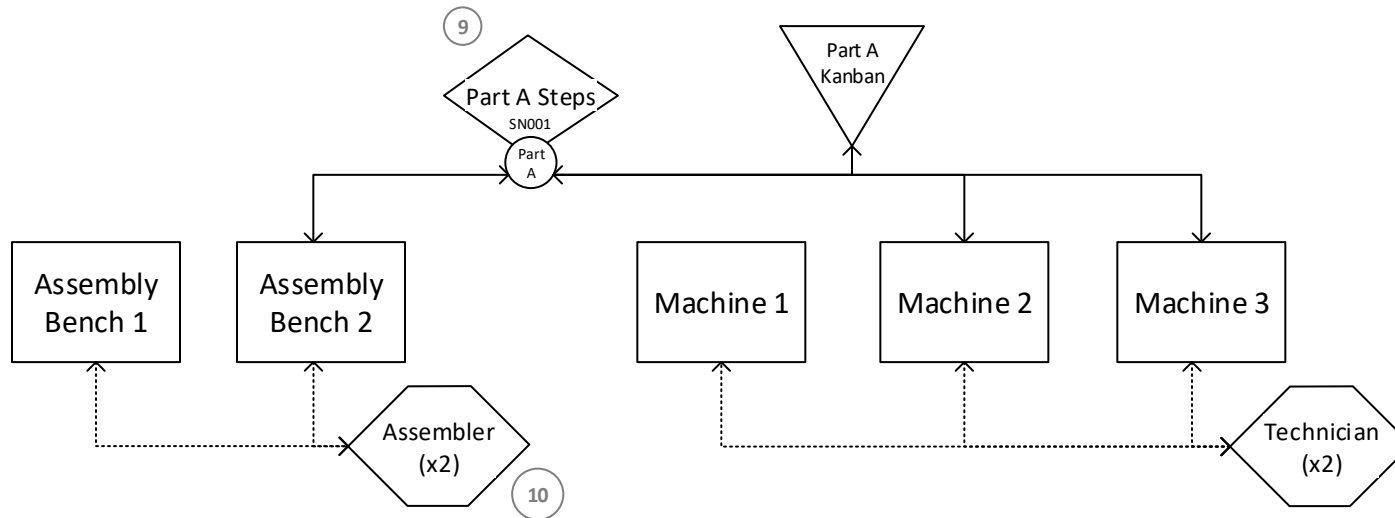 9
Part A Steps
SN001
Part
A
Part A
Kanban
Assembly
Bench 1
Assembly
Bench 2
Machine 1
Machine 2
Machine 3
Assembler
(x2)
10
Technician
(x2)